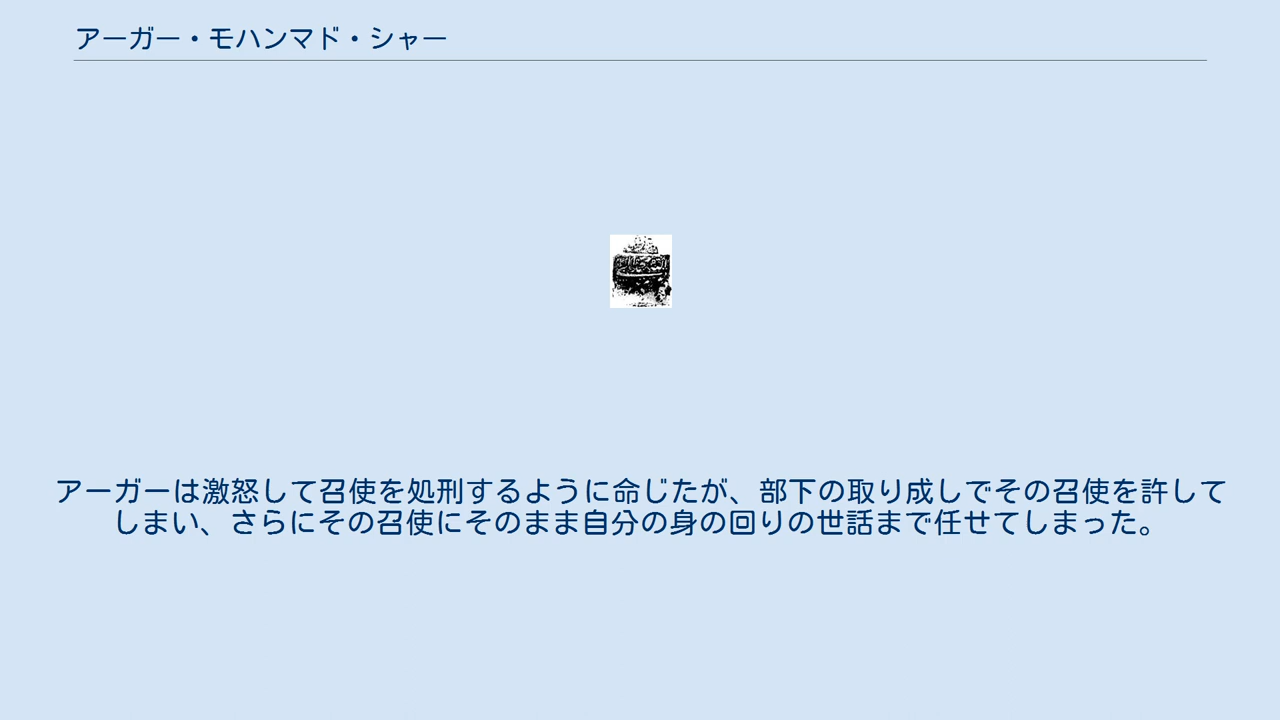 アーガー・モハンマド・シャー
アーガーは激怒して召使を処刑するように命じたが、部下の取り成しでその召使を許して
しまい、さらにその召使にそのまま自分の身の回りの世話まで任せてしまった。